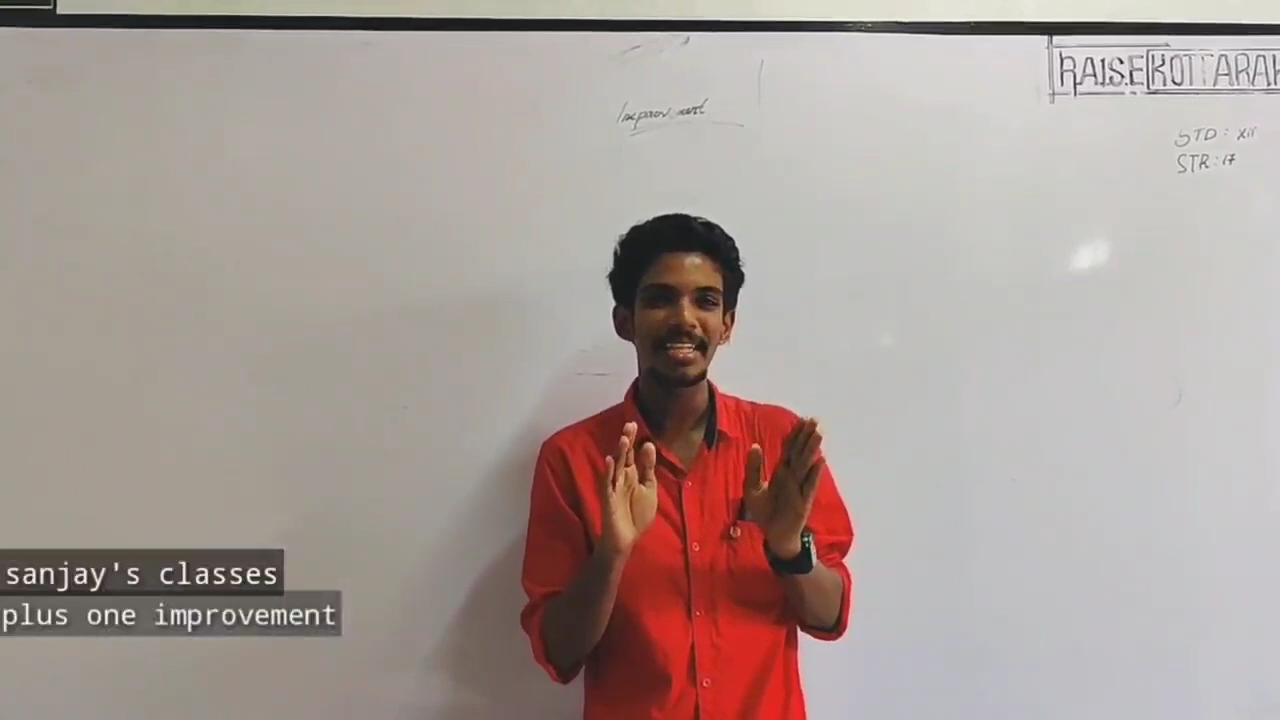 RAISE KOTTARAK
Improvement
STD: XII
STR: 17
sanjay's classes
plus one improvement